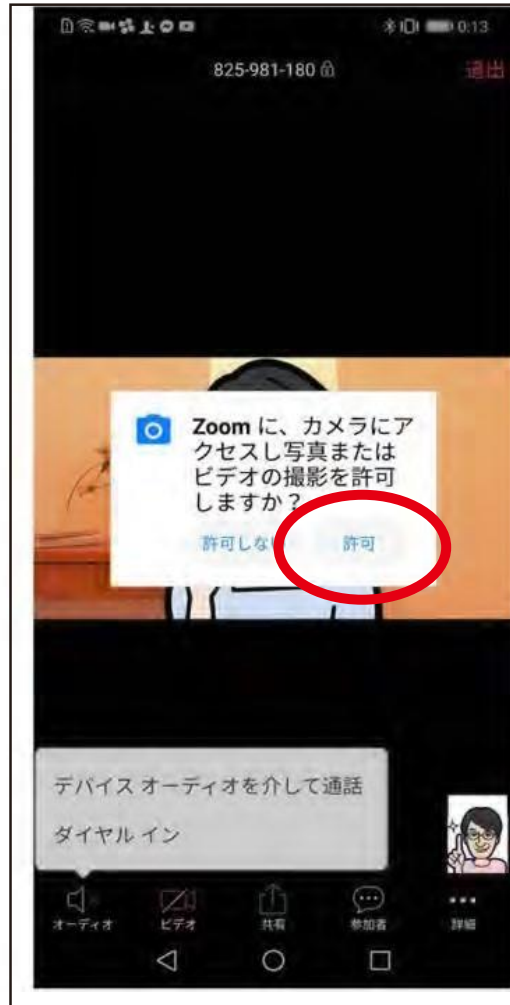 0:13
825-981-180
退出
Zoom に、カメラにア
クセスし写真または
ビデオの撮影を許可
しますか？
許可しない 許可
デバイス オーディオを介して通話
ダイヤル イン
オーディオ ビデオ 共有 参加者 詳細